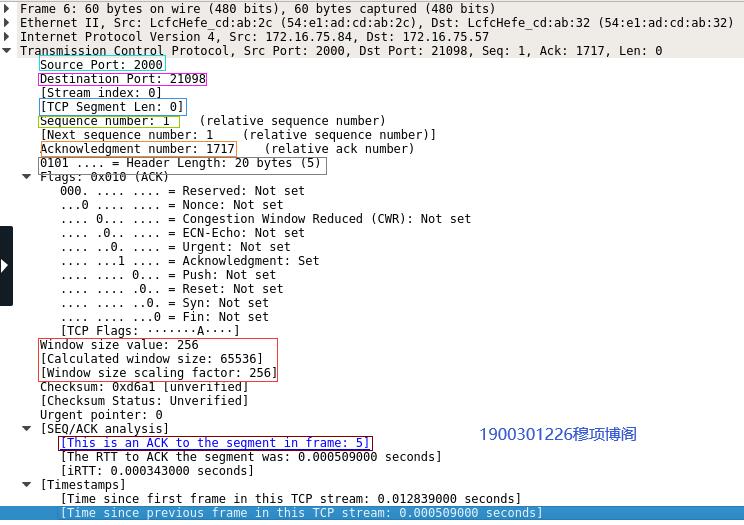 Frame 6: 60 bytes on wire (480 bits), 60 bytes captured (480 bits)
Ethernet II, Src: LcfcHefe_cd:ab:2c (54:e1:ad:cd:ab:2c), Dst: LcfcHefe_cd:ab:32 (54:e1:ad:cd:ab:32)
Internet Protocol Version 4, Src: 172.16.75.84, Dst: 172.16.75.57
Transmission Control Protocol, Src Port: 2000, Dst Port: 21098, Seq: 1, Ack: 1717, Len: 0
Source Port: 2000
Destination Port: 21098
[Stream index: 0]
[TCP Segment Len: 0]
Sequence number: 1    (relative sequence number)
[Next sequence number: 1    (relative sequence number)]
Acknowledgment number: 1717    (relative ack number)
0101 .... = Header Length: 20 bytes (5)
Flags: 0x010 (ACK)
000. .... .... = Reserved: Not set
...0 .... .... = Nonce: Not set
.... 0... .... = Congestion Window Reduced (CWR): Not set
.... .0.. .... = ECN-Echo: Not set
.... ..0. .... = Urgent: Not set
.... ...1 .... = Acknowledgment: Set
.... .... 0... = Push: Not set
.... .... .0.. = Reset: Not set
.... .... ..0. = Syn: Not set
.... .... ...0 = Fin: Not set
[TCP Flags: ·······A····]
Window size value: 256
[Calculated window size: 65536]
[Window size scaling factor: 256]
Checksum: 0xd6a1 [unverified]
[Checksum Status: Unverified]
Urgent pointer: 0
[SEQ/ACK analysis]
[This is an ACK to the segment in frame: 5]
1900301226穆项博阁
[The RTT to ACK the segment was: 0.000509000 seconds]
[iRTT: 0.000343000 seconds]
[Timestamps]
[Time since first frame in this TCP stream: 0.012839000 seconds]
[Time since previous frame in this TCP stream: 0.000509000 seconds]